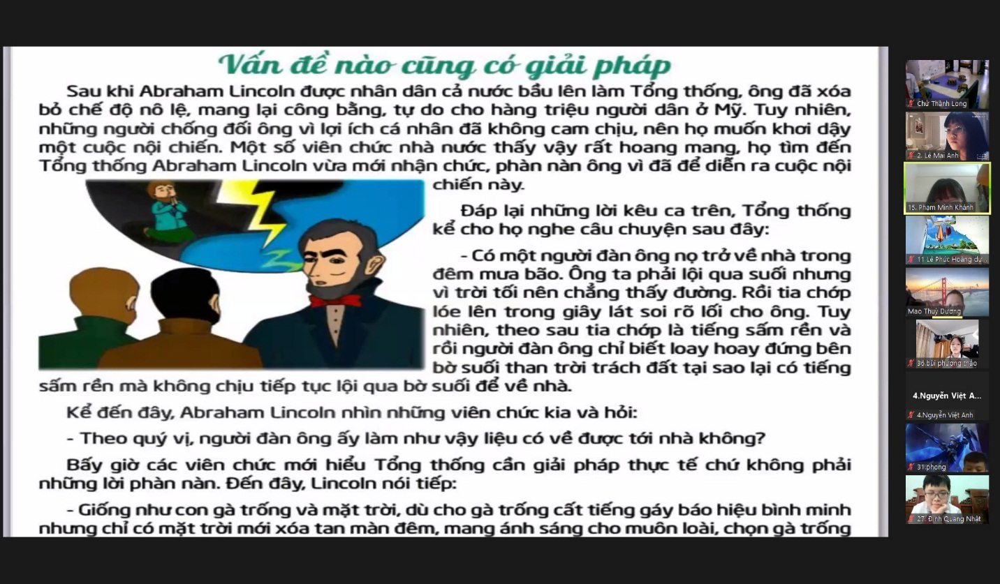 Vấn đề nào cũng có giải pháp
Sau khi Abraham Lincoln được nhân dân cả nước bầu lên làm Tổng thống, ông đã xóa
bỏ chế độ nô lệ, mang lại công bằng, tự do cho hàng triệu người dân ở Mỹ. Tuy nhiên,
những người chống đối ông vì lợi ích cá nhân đã không cam chịu, nên họ muốn khơi dậy
một cuộc nội chiến. Một số viên chức nhà nước thấy vậy rất hoang mang, họ tìm đến
Tổng thống Abraham Lincoln vừa mới nhận chức, phàn nàn ông vì đã để diễn ra cuộc nội
chiến này.
Đáp lại những lời kêu ca trên, Tổng thống
kể cho họ nghe câu chuyện sau đây:
- Có một người đàn ông nọ trở về nhà trong
đêm mưa bão. Ông ta phải lội qua suối nhưng
vì trời tối nên chẳng thấy đường. Rồi tia chớp
lóe lên trong giây lát soi rõ lối cho ông. Tuy
nhiên, theo sau tia chớp là tiếng sấm rền và
rồi người đàn ông chỉ biết loay hoay đứng bên
bờ suối than trời trách đất tại sao lại có tiếng
sấm rền mà không chịu tiếp tục lội qua bờ suối để về nhà.
Kể đến đây, Abraham Lincoln nhìn những viên chức kia và hỏi:
- Theo quý vị, người đàn ông ấy làm như vậy liệu có về được tới nhà không?
Bấy giờ các viên chức mới hiểu Tổng thống cần giải pháp thực tế chứ không phải
những lời phàn nàn. Đến đây, Lincoln nói tiếp:
- Giống như con gà trống và mặt trời, dù cho gà trống cất tiếng gáy báo hiệu bình minh
nhưng chỉ có mặt trời mới xóa tan màn đêm, mang ánh sáng cho muôn loài, chọn gà trống
Chử Thành Long
2. Lê Mai Anh
15. Phạm Minh Khánh
11 Lê Phúc Hoàng dư...
Mao Thuỳ Dương
36.bùi phương thảo
4.Nguyễn Việt A...
4.Nguyễn Việt Anh
31.phong
27. Đinh Quang Nhật